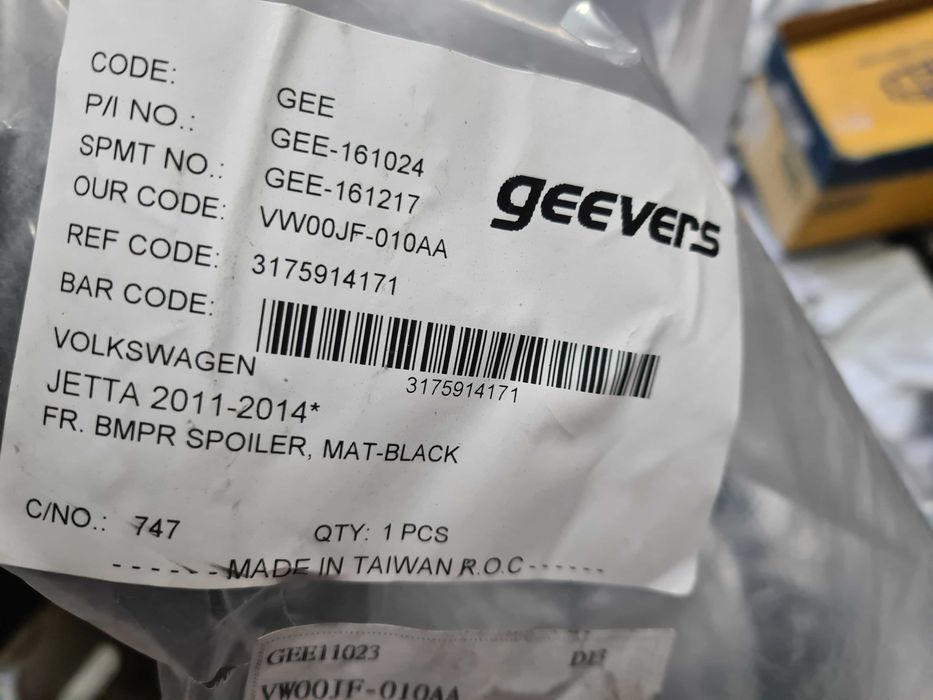 CODE: GEE
P/I NO.: GEE-161024
SPMT NO.: GEE-161217
OUR CODE: VW00JF-010AA
REF CODE: 3175914171
BAR CODE:
3175914171
geevers
VOLKSWAGEN
JETTA 2011-2014*
FR. BMPR SPOILER, MAT-BLACK
C/NO.: 747 QTY: 1 PCS
------MADE IN TAIWAN R.O.C------
GEE11023
VW00JF-010AA